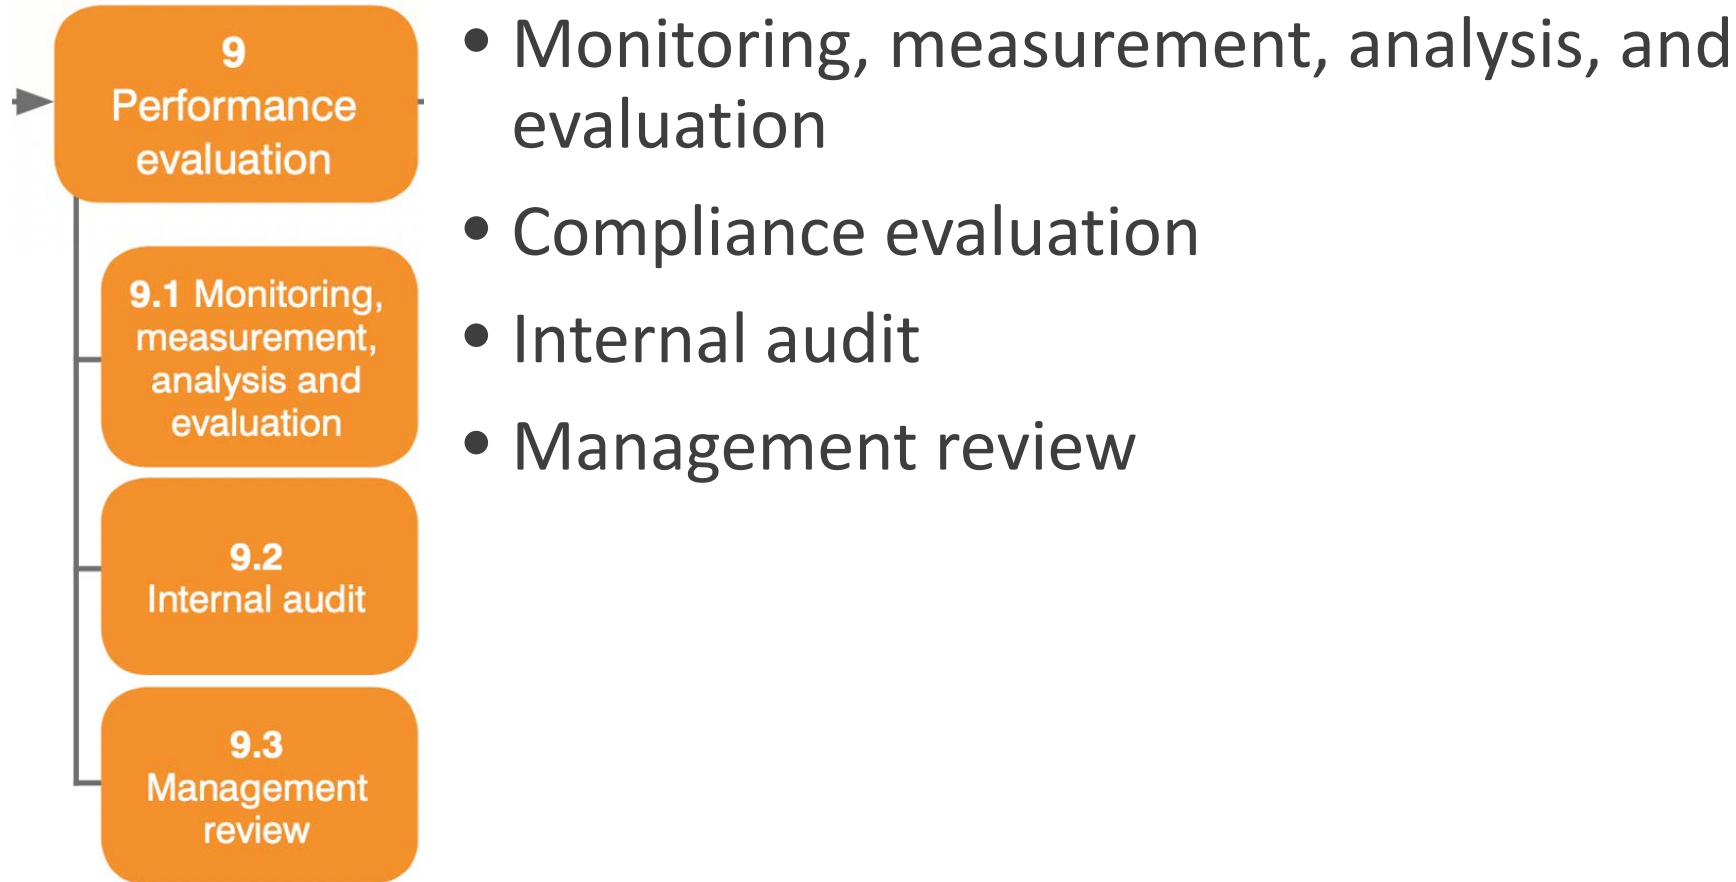 9
Performance
evaluation
9.1 Monitoring,
measurement,
analysis and
evaluation
9.2
Internal audit
9.3
Management
review
• Monitoring, measurement, analysis, and
evaluation
• Compliance evaluation
• Internal audit
• Management review